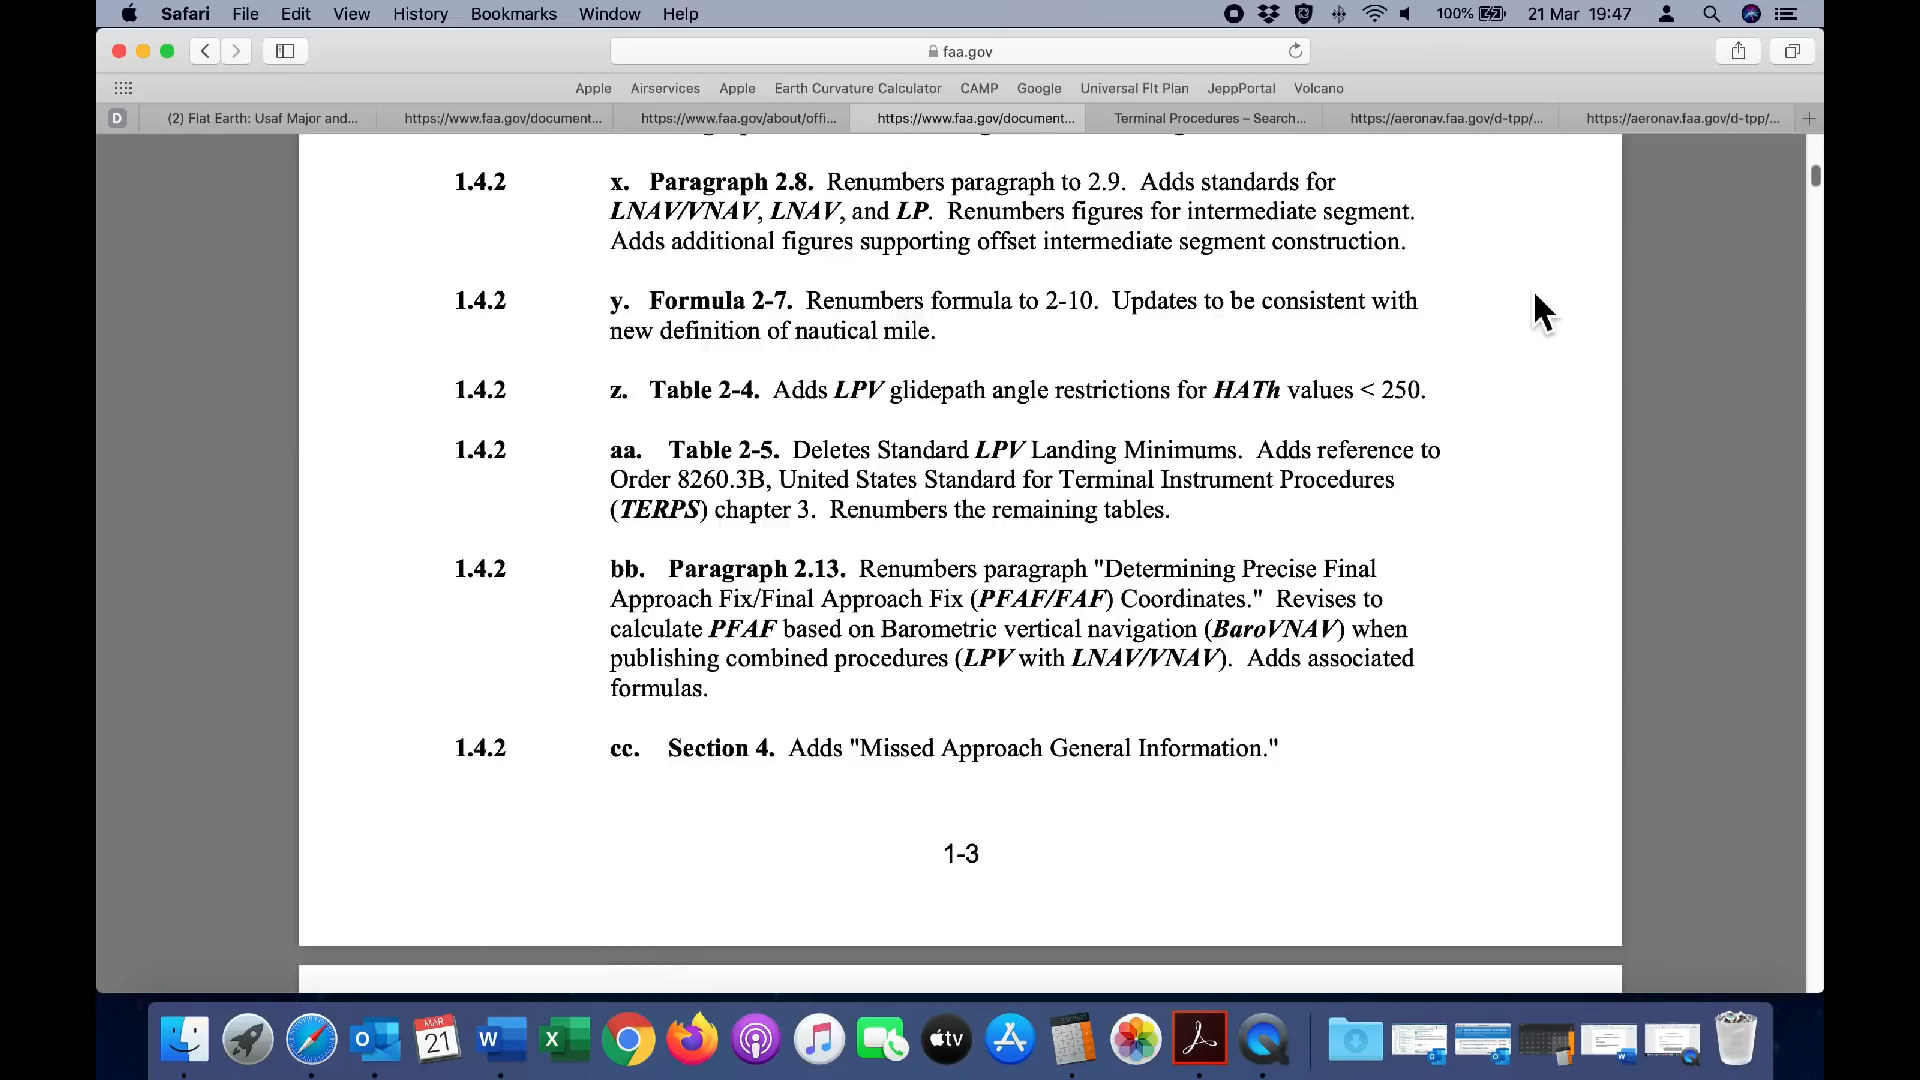 Safari File Edit View History Bookmarks Window Help 100% 21 Mar 19:47
faa.gov
Apple Airservices Apple Earth Curvature Calculator CAMP Google Universal Flt Plan JeppPortal Volcano
D (2) Flat Earth: Usaf Major and... https://www.faa.gov/document... https://www.faa.gov/about/offi... https://www.faa.gov/document... Terminal Procedures – Search... https://aeronav.faa.gov/d-tpp/... https://aeronav.faa.gov/d-tpp/...
1.4.2 x. Paragraph 2.8. Renumbers paragraph to 2.9. Adds standards for
LNAV/VNAV, LNAV, and LP. Renumbers figures for intermediate segment.
Adds additional figures supporting offset intermediate segment construction.
1.4.2 y. Formula 2-7. Renumbers formula to 2-10. Updates to be consistent with
new definition of nautical mile.
1.4.2 z. Table 2-4. Adds LPV glidepath angle restrictions for HATh values < 250.
1.4.2 aa. Table 2-5. Deletes Standard LPV Landing Minimums. Adds reference to
Order 8260.3B, United States Standard for Terminal Instrument Procedures
(TERPS) chapter 3. Renumbers the remaining tables.
1.4.2 bb. Paragraph 2.13. Renumbers paragraph "Determining Precise Final
Approach Fix/Final Approach Fix (PFAF/FAF) Coordinates." Revises to
calculate PFAF based on Barometric vertical navigation (BaroVNAV) when
publishing combined procedures (LPV with LNAV/VNAV). Adds associated
formulas.
1.4.2 cc. Section 4. Adds "Missed Approach General Information."
1-3
MAR
21
tv